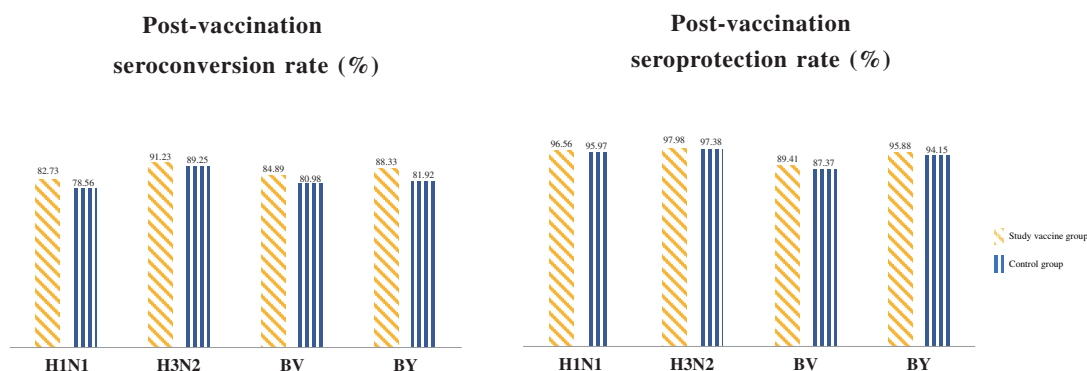 Post-vaccination
seroconversion rate (%)
82.73
78.56
91.23
89.25
84.89
80.98
88.33
81.92
H1N1
H3N2
BV
BY
Post-vaccination
seroprotection rate (%)
96.56
95.97
97.98
97.38
89.41
87.37
95.88
94.15
H1N1
H3N2
BV
BY
Study vaccine group
Control group